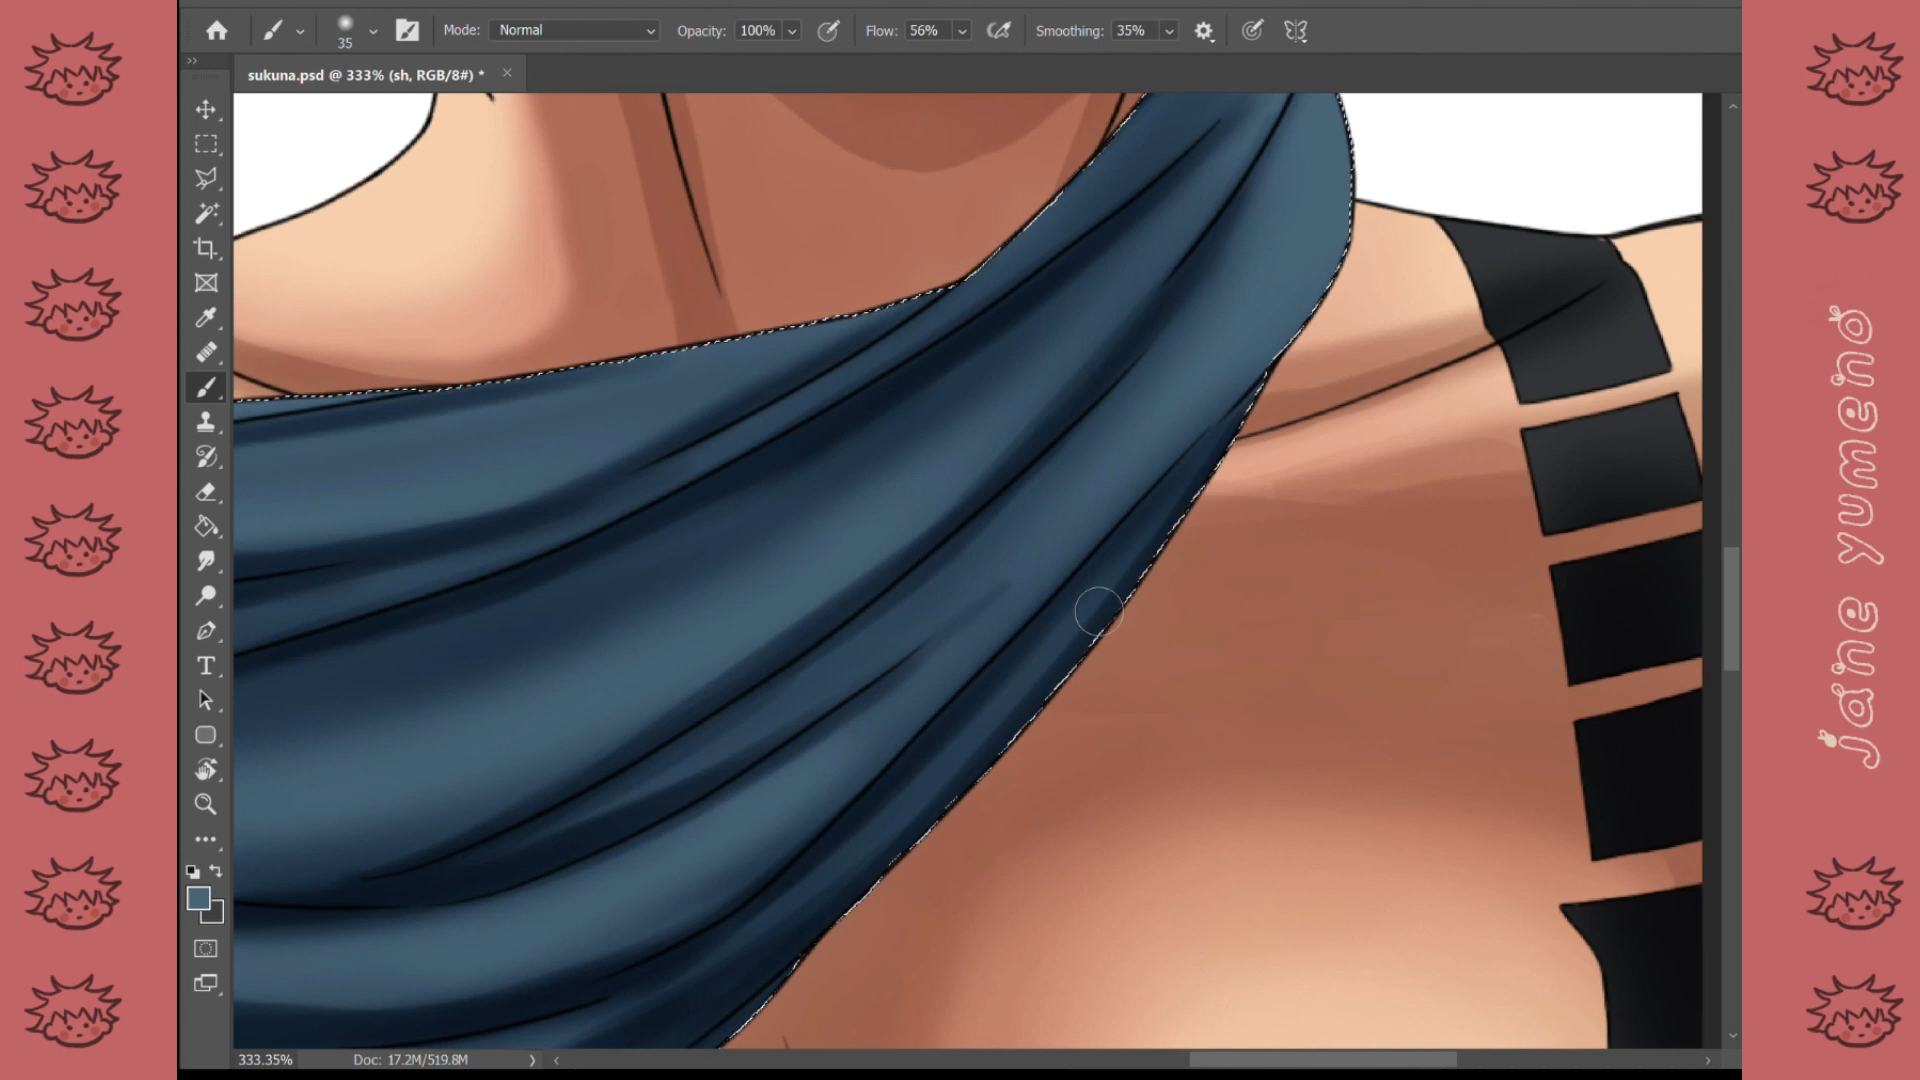 35
Mode: Normal
Opacity: 100%
Flow: 56%
Smoothing: 35%
sukuna.psd @ 333% (sh, RGB/8#) *
T
333.35%
Doc: 17.2M/519.8M
jane yumeno